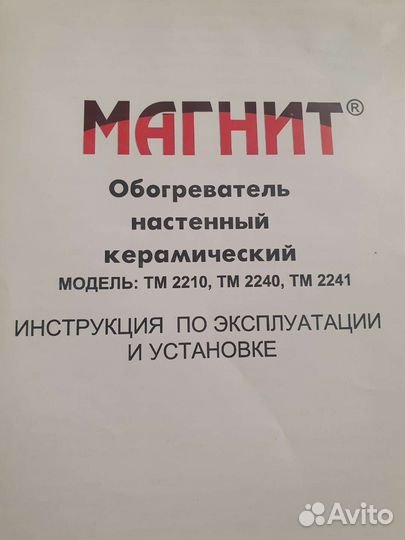 МАГНИТ®
Обогреватель
настенный
керамический
МОДЕЛЬ: ТМ 2210, ТМ 2240, ТМ 2241
ИНСТРУКЦИЯ ПО ЭКСПЛУАТАЦИИ
И УСТАНОВКЕ
Avito